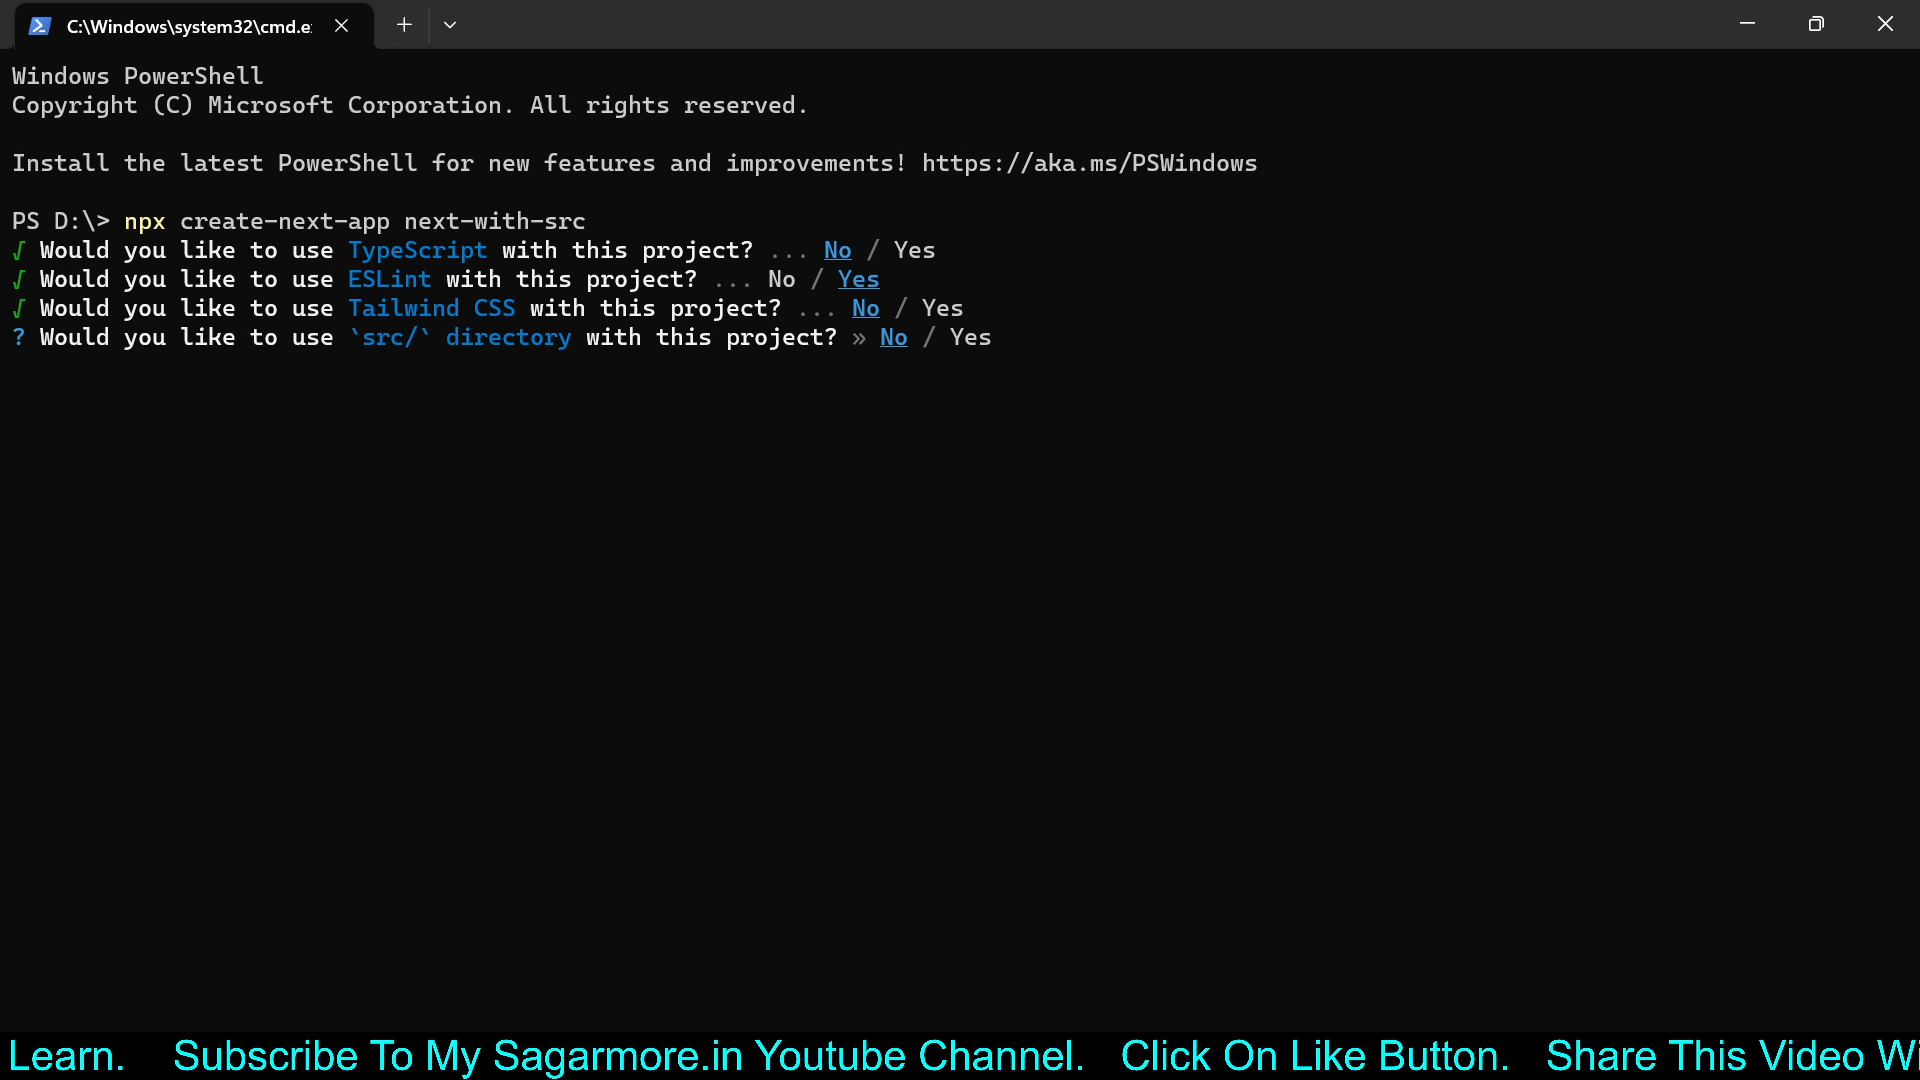 C:\Windows\system32\cmd.e
Windows PowerShell
Copyright (C) Microsoft Corporation. All rights reserved.
Install the latest PowerShell for new features and improvements! https://aka.ms/PSWindows
PS D:\> npx create-next-app next-with-src
√ Would you like to use TypeScript with this project? ... No / Yes
√ Would you like to use ESLint with this project? ... No / Yes
√ Would you like to use Tailwind CSS with this project? ... No / Yes
? Would you like to use `src/` directory with this project? » No / Yes
Learn. Subscribe To My Sagarmore.in Youtube Channel. Click On Like Button. Share This Video Wi